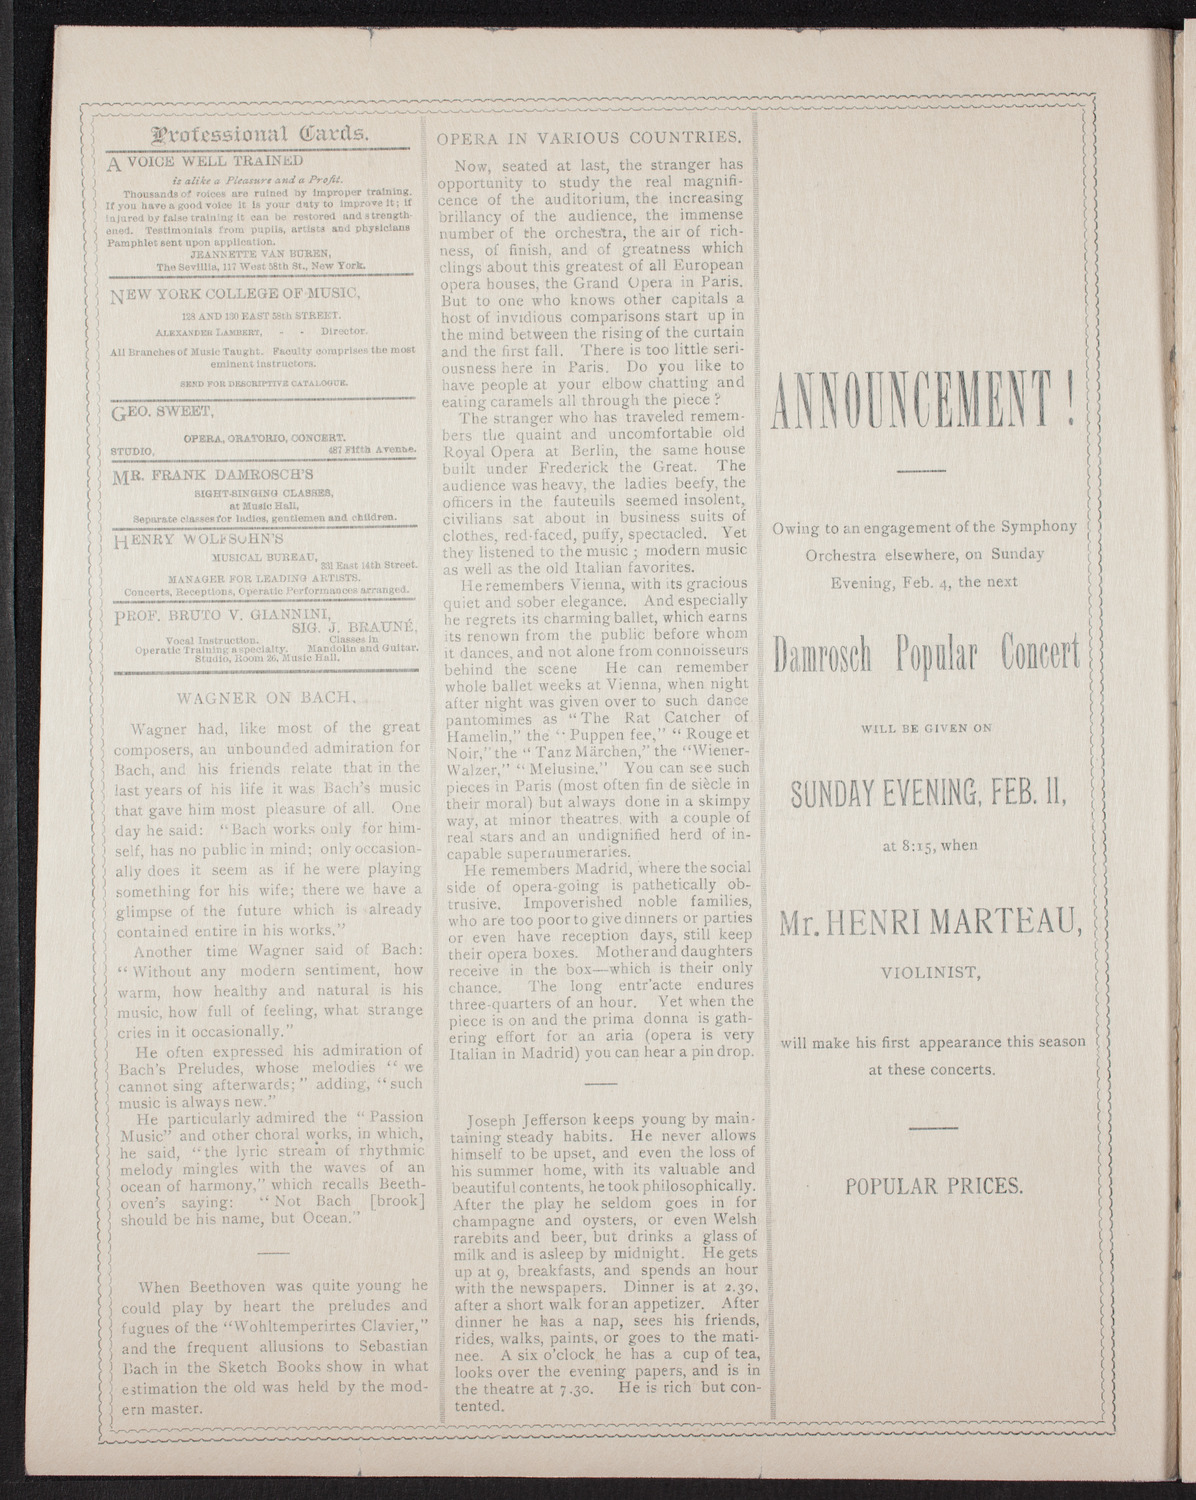 Professional Cards.
A VOICE WELL TRAINED
is alike a Pleasure and a Profit.
Thousands of voices are ruined by improper training.
If you have a good voice it is your duty to improve it; if
injured by false training it can be restored and strength-
ened. Testimonials from pupils, artists and physicians
Pamphlet sent upon application.
JEANNETTE VAN BUREN,
The Sevillia, 117 West 58th St., New York.
NEW YORK COLLEGE OF MUSIC,
128 AND 130 EAST 58th STREET.
ALEXANDER LAMBERT, - - Director.
All Branches of Music Taught. Faculty comprises the most
eminent instructors.
SEND FOR DESCRIPTIVE CATALOGUE.
GEO. SWEET,
OPERA, ORATORIO, CONCERT.
STUDIO, 487 Fifth Avenue.
MR. FRANK DAMROSCH'S
SIGHT-SINGING CLASSES,
at Music Hall,
Separate classes for ladies, gentlemen and children.
HENRY WOLFSOHN'S
MUSICAL BUREAU,
331 East 14th Street.
MANAGER FOR LEADING ARTISTS.
Concerts, Receptions, Operatic Performances arranged.
PROF. BRUTO V. GIANNINI,
SIG. J. BRAUNÉ,
Vocal Instruction. Classes in
Operatic Training a specialty. Mandolin and Guitar.
Studio, Room 26, Music Hall.
WAGNER ON BACH.
Wagner had, like most of the great
composers, an unbounded admiration for
Bach, and his friends relate that in the
last years of his life it was Bach's music
that gave him most pleasure of all. One
day he said: "Bach works only for him-
self, has no public in mind; only occasion-
ally does it seem as if he were playing
something for his wife; there we have a
glimpse of the future which is already
contained entire in his works."
Another time Wagner said of Bach:
"Without any modern sentiment, how
warm, how healthy and natural is his
music, how full of feeling, what strange
cries in it occasionally."
He often expressed his admiration of
Bach's Preludes, whose melodies "we
cannot sing afterwards;" adding, "such
music is always new."
He particularly admired the "Passion
Music" and other choral works, in which,
he said, "the lyric stream of rhythmic
melody mingles with the waves of an
ocean of harmony," which recalls Beeth-
oven's saying: "Not Bach [brook]
should be his name, but Ocean."
When Beethoven was quite young he
could play by heart the preludes and
fugues of the "Wohltemperirtes Clavier,"
and the frequent allusions to Sebastian
Bach in the Sketch Books show in what
estimation the old was held by the mod-
ern master.
OPERA IN VARIOUS COUNTRIES.
Now, seated at last, the stranger has
opportunity to study the real magnifi-
cence of the auditorium, the increasing
brillancy of the audience, the immense
number of the orchestra, the air of rich-
ness, of finish, and of greatness which
clings about this greatest of all European
opera houses, the Grand Opera in Paris.
But to one who knows other capitals a
host of invidious comparisons start up in
the mind between the rising of the curtain
and the first fall. There is too little seri-
ousness here in Paris. Do you like to
have people at your elbow chatting and
eating caramels all through the piece?
The stranger who has traveled remem-
bers the quaint and uncomfortable old
Royal Opera at Berlin, the same house
built under Frederick the Great. The
audience was heavy, the ladies beefy, the
officers in the fauteuils seemed insolent,
civilians sat about in business suits of
clothes, red-faced, puffy, spectacled. Yet
they listened to the music; modern music
as well as the old Italian favorites.
He remembers Vienna, with its gracious
quiet and sober elegance. And especially
he regrets its charming ballet, which earns
its renown from the public before whom
it dances, and not alone from connoisseurs
behind the scene He can remember
whole ballet weeks at Vienna, when night
after night was given over to such dance
pantomimes as "The Rat Catcher of
Hamelin," the "Puppen fee," "Rouge et
Noir," the "Tanz Märchen," the "Wiener-
Walzer," "Melusine." You can see such
pieces in Paris (most often fin de siècle in
their moral) but always done in a skimpy
way, at minor theatres, with a couple of
real stars and an undignified herd of in-
capable supernumeraries.
He remembers Madrid, where the social
side of opera-going is pathetically ob-
trusive. Impoverished noble families,
who are too poor to give dinners or parties
or even have reception days, still keep
their opera boxes. Mother and daughters
receive in the box—which is their only
chance. The long entr'acte endures
three-quarters of an hour. Yet when the
piece is on and the prima donna is gath-
ering effort for an aria (opera is very
Italian in Madrid) you can hear a pin drop.
Joseph Jefferson keeps young by main-
taining steady habits. He never allows
himself to be upset, and even the loss of
his summer home, with its valuable and
beautiful contents, he took philosophically.
After the play he seldom goes in for
champagne and oysters, or even Welsh
rarebits and beer, but drinks a glass of
milk and is asleep by midnight. He gets
up at 9, breakfasts, and spends an hour
with the newspapers. Dinner is at 2.30,
after a short walk for an appetizer. After
dinner he has a nap, sees his friends,
rides, walks, paints, or goes to the mati-
nee. A six o'clock he has a cup of tea,
looks over the evening papers, and is in
the theatre at 7.30. He is rich but con-
tented.
ANNOUNCEMENT!
Owing to an engagement of the Symphony
Orchestra elsewhere, on Sunday
Evening, Feb. 4, the next
Damrosch Popular Concert
WILL BE GIVEN ON
SUNDAY EVENING, FEB. 11,
at 8:15, when
Mr. HENRI MARTEAU,
VIOLINIST,
will make his first appearance this season
at these concerts.
POPULAR PRICES.